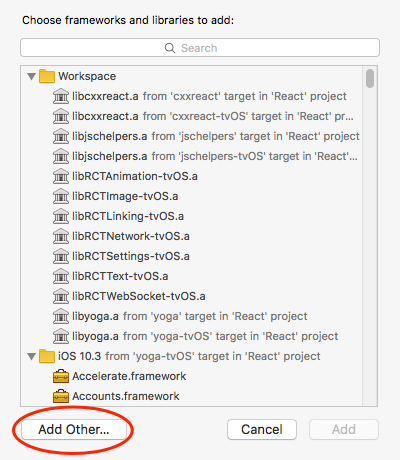 Choose frameworks and libraries to add:
Search
Workspace
libcxxreact.a from 'cxxreact' target in 'React' project
libcxxreact.a from 'cxxreact-tvOS' target in 'React' pr...
libjschelpers.a from 'jschelpers' target in 'React' project
libjschelpers.a from 'jschelpers-tvOS' target in 'React'...
libRCTAnimation-tvOS.a
libRCTImage-tvOS.a
libRCTLinking-tvOS.a
libRCTNetwork-tvOS.a
libRCTSettings-tvOS.a
libRCTText-tvOS.a
libRCTWebSocket-tvOS.a
libyoga.a from 'yoga' target in 'React' project
libyoga.a from 'yoga-tvOS' target in 'React' project
iOS 10.3 from 'yoga-tvOS' target in 'React' project
Accelerate.framework
Accounts.framework
Add Other... Cancel Add